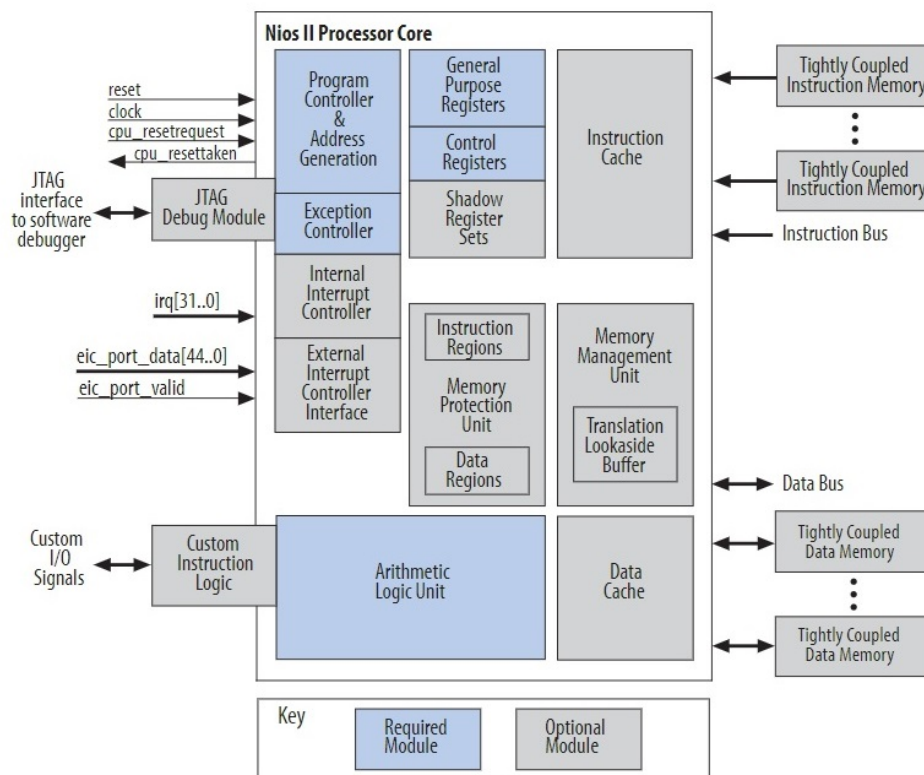 Nios II Processor Core
reset
clock
cpu_resetrequest
cpu_resettaken
JTAG
interface
to software
debugger
JTAG
Debug Module
Program
Controller
&
Address
Generation
Exception
Controller
Internal
Interrupt
Controller
External
Interrupt
Controller
Interface
irq[31..0]
eic_port_data[44..0]
eic_port_valid
General
Purpose
Registers
Control
Registers
Shadow
Register
Sets
Instruction
Cache
Tightly Coupled
Instruction Memory
Tightly Coupled
Instruction Memory
Instruction Bus
Instruction
Regions
Memory
Protection
Unit
Data
Regions
Memory
Management
Unit
Translation
Lookaside
Buffer
Data Bus
Custom
I/O
Signals
Custom
Instruction
Logic
Arithmetic
Logic Unit
Data
Cache
Tightly Coupled
Data Memory
Tightly Coupled
Data Memory
Key
Required
Module
Optional
Module